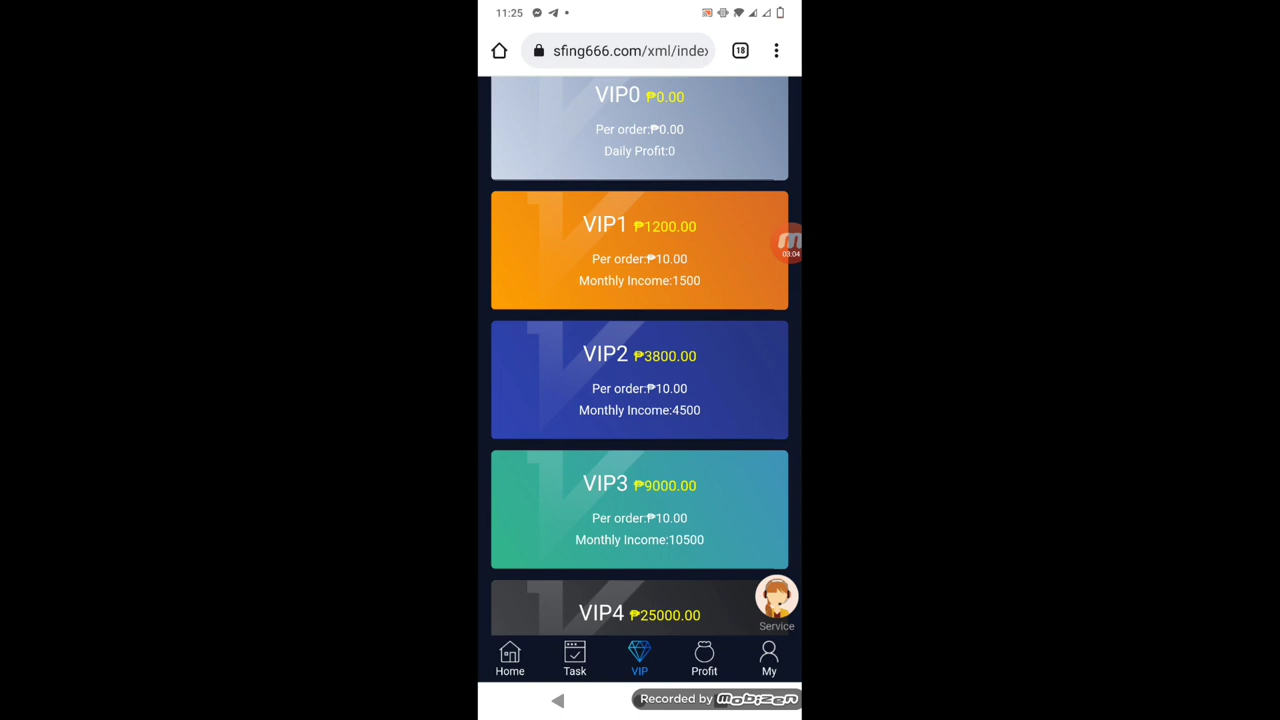 11:25
sfing666.com/xml/index
18
VIP0 ₱0.00
Per order:₱0.00
Daily Profit:0
VIP1 ₱1200.00
Per order:₱10.00
Monthly Income:1500
03:04
VIP2 ₱3800.00
Per order:₱10.00
Monthly Income:4500
VIP3 ₱9000.00
Per order:₱10.00
Monthly Income:10500
VIP4 ₱25000.00
Service
Home Task VIP Profit My
Recorded by mobizen